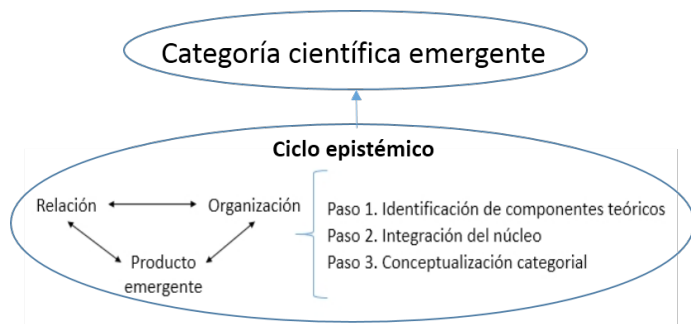 Categoría científica emergente
Ciclo epistémico
Relación
Organización
Producto
emergente
Paso 1. Identificación de componentes teóricos
Paso 2. Integración del núcleo
Paso 3. Conceptualización categorial